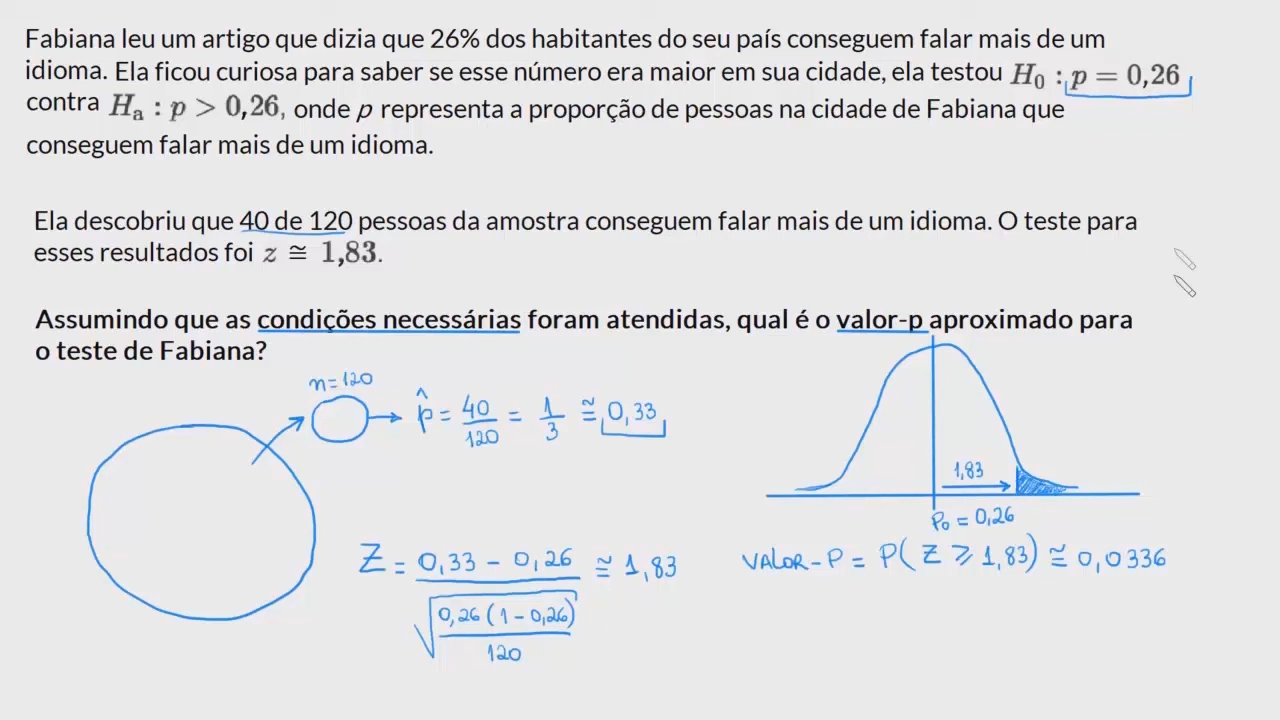 Fabiana leu um artigo que dizia que 26% dos habitantes do seu país conseguem falar mais de um
idioma. Ela ficou curiosa para saber se esse número era maior em sua cidade, ela testou H₀ : p = 0,26
contra Hₐ : p > 0,26, onde p representa a proporção de pessoas na cidade de Fabiana que
conseguem falar mais de um idioma.
Ela descobriu que 40 de 120 pessoas da amostra conseguem falar mais de um idioma. O teste para
esses resultados foi z ≅ 1,83.
Assumindo que as condições necessárias foram atendidas, qual é o valor-p aproximado para
o teste de Fabiana?
n=120
p̂ = 40/120 = 1/3 ≅ 0,33
1,83
P₀ = 0,26
Z = (0,33 - 0,26)/√(0,26(1-0,26)/120) ≅ 1,83
VALOR-P = P(Z ⩾ 1,83) ≅ 0,0336